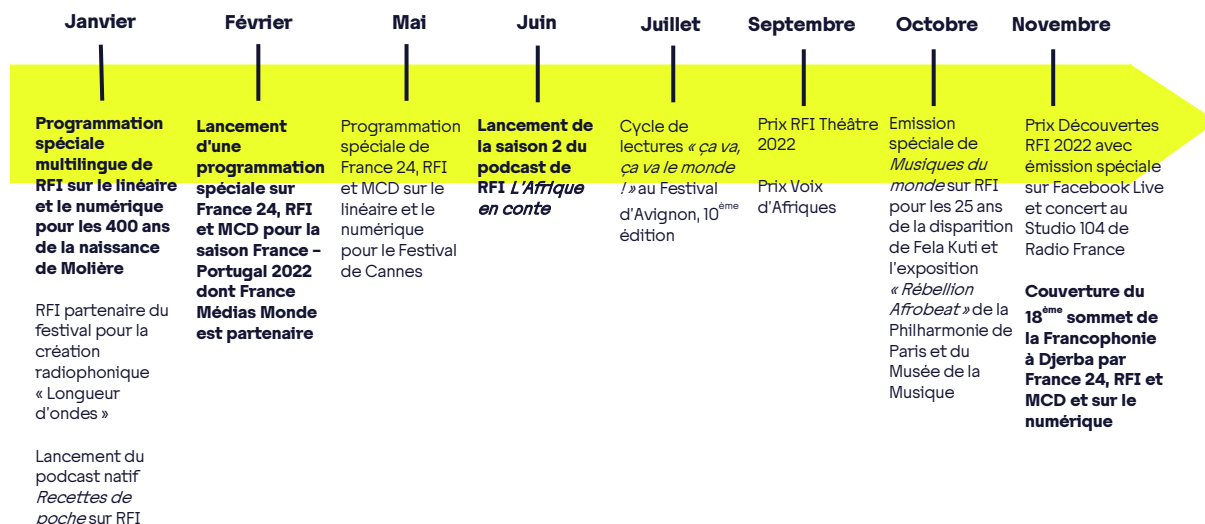 Janvier
Février
Mai
Juin
Juillet
Septembre
Octobre
Novembre
Programmation
spéciale
multilingue de
RFI sur le linéaire
et le numérique
pour les 400 ans
de la naissance
de Molière
RFI partenaire du
festival pour la
création
radiophonique
« Longueur
d'ondes »
Lancement du
podcast natif
Recettes de
poche sur RFI
Lancement
d'une
programmation
spéciale sur
France 24, RFI
et MCD pour la
saison France –
Portugal 2022
dont France
Médias Monde
est partenaire
Programmation
spéciale de
France 24, RFI
et MCD sur le
linéaire et le
numérique
pour le Festival
de Cannes
Lancement de
la saison 2 du
podcast de
RFI L'Afrique
en conte
Cycle de
lectures « ça va,
ça va le monde
! » au Festival
d'Avignon, 10ème
édition
Prix RFI Théâtre
2022
Prix Voix
d'Afriques
Emission
spéciale de
Musiques du
monde sur RFI
pour les 25 ans
de la disparition
de Fela Kuti et
l'exposition
« Rébellion
Afrobeat » de la
Philharmonie de
Paris et du
Musée de la
Musique
Prix Découvertes
RFI 2022 avec
émission spéciale
sur Facebook Live
et concert au
Studio 104 de
Radio France
Couverture du
18ème sommet de
la Francophonie
à Djerba par
France 24, RFI et
MCD et sur le
numérique